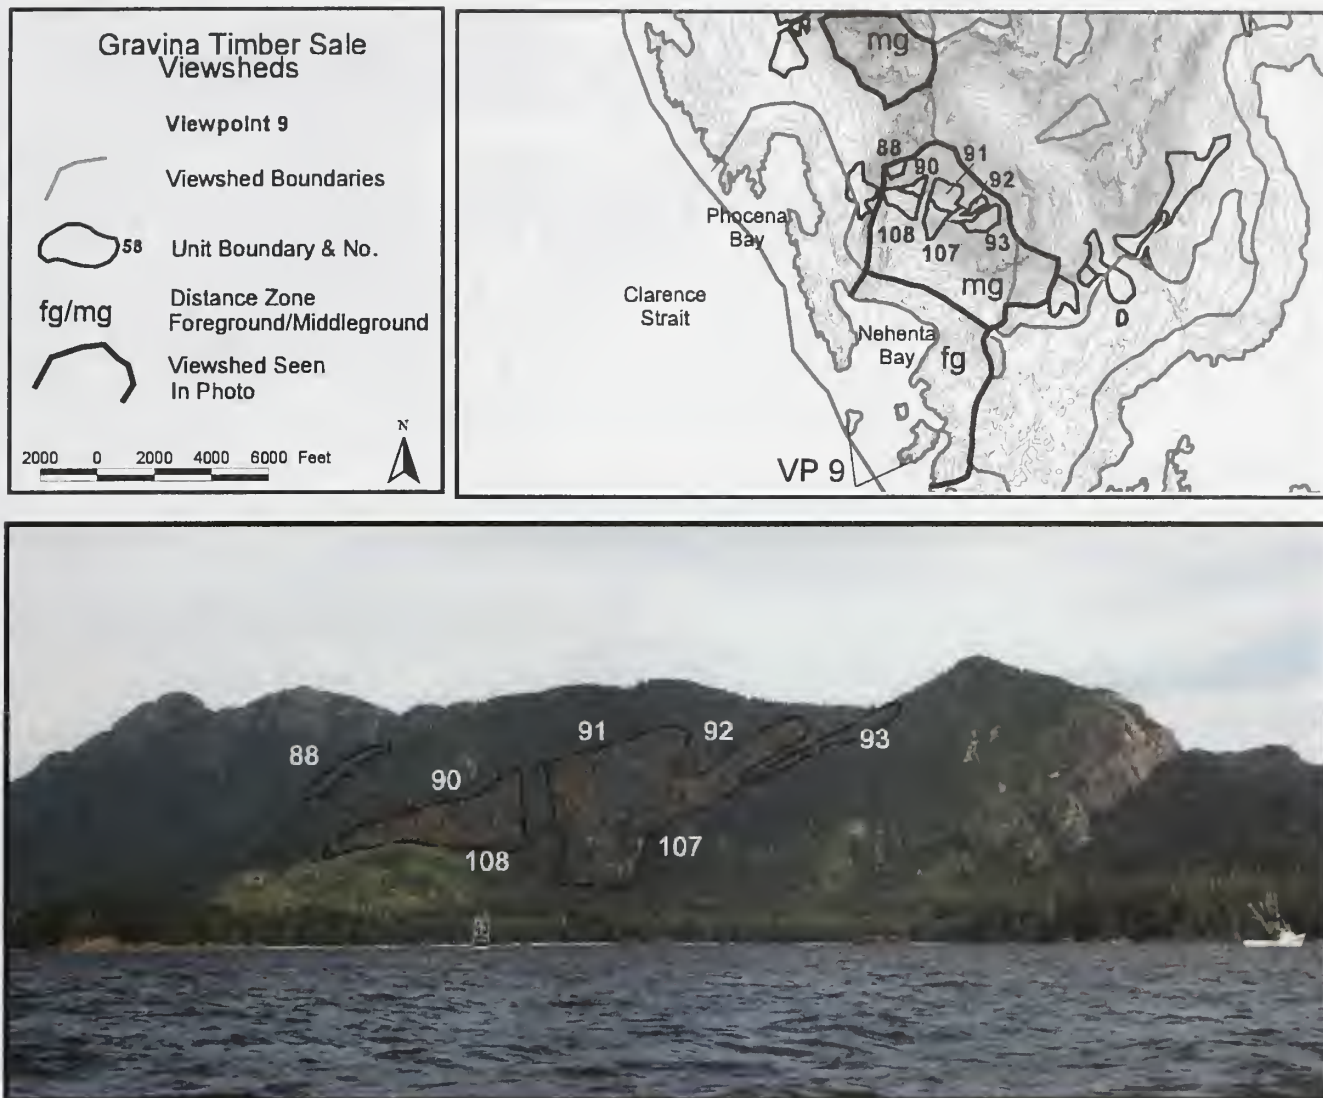 Gravina Timber Sale
Viewsheds
Viewpoint 9
Viewshed Boundaries
58
Unit Boundary & No.
fg/mg
Distance Zone
Foreground/Middleground
Viewshed Seen
In Photo
N
2000 0 2000 4000 6000 Feet
mg
88
90
91
92
Phocena
Bay
108
107
93
mg
Clarence
Strait
Nehenta
Bay
fg
VP 9
88
90
91
92
93
108
107